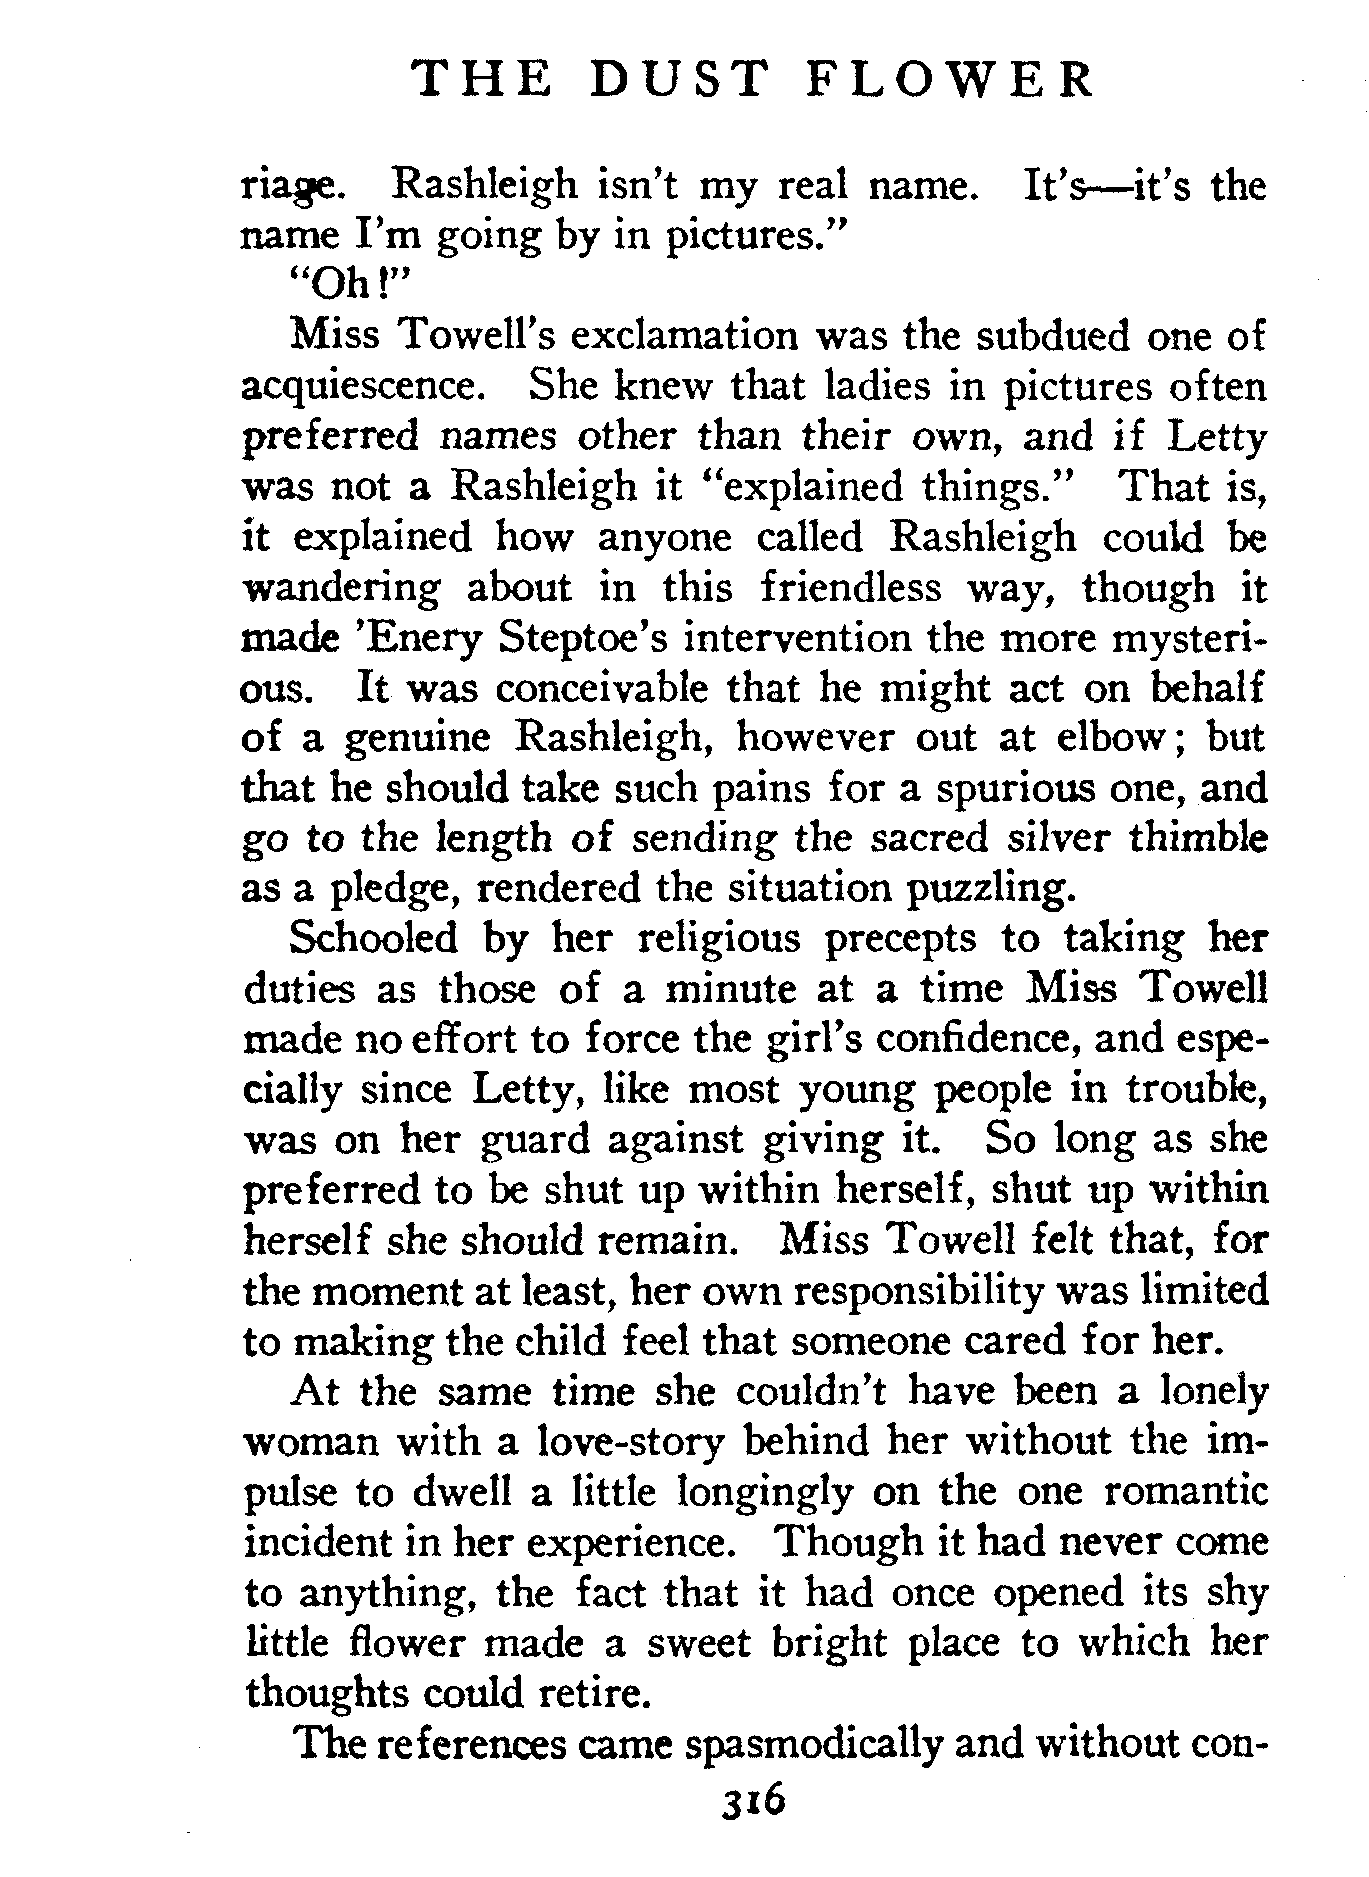 THE DUST FLOWER
riage. Rashleigh isn't my real name. It's—it's the
name I'm going by in pictures."
"Oh!"
Miss Towell's exclamation was the subdued one of
acquiescence. She knew that ladies in pictures often
preferred names other than their own, and if Letty
was not a Rashleigh it "explained things." That is,
it explained how anyone called Rashleigh could be
wandering about in this friendless way, though it
made 'Enery Steptoe's intervention the more mysteri-
ous. It was conceivable that he might act on behalf
of a genuine Rashleigh, however out at elbow; but
that he should take such pains for a spurious one, and
go to the length of sending the sacred silver thimble
as a pledge, rendered the situation puzzling.
Schooled by her religious precepts to taking her
duties as those of a minute at a time Miss Towell
made no effort to force the girl's confidence, and espe-
cially since Letty, like most young people in trouble,
was on her guard against giving it. So long as she
preferred to be shut up within herself, shut up within
herself she should remain. Miss Towell felt that, for
the moment at least, her own responsibility was limited
to making the child feel that someone cared for her.
At the same time she couldn't have been a lonely
woman with a love-story behind her without the im-
pulse to dwell a little longingly on the one romantic
incident in her experience. Though it had never come
to anything, the fact that it had once opened its shy
little flower made a sweet bright place to which her
thoughts could retire.
The references came spasmodically and without con-
316